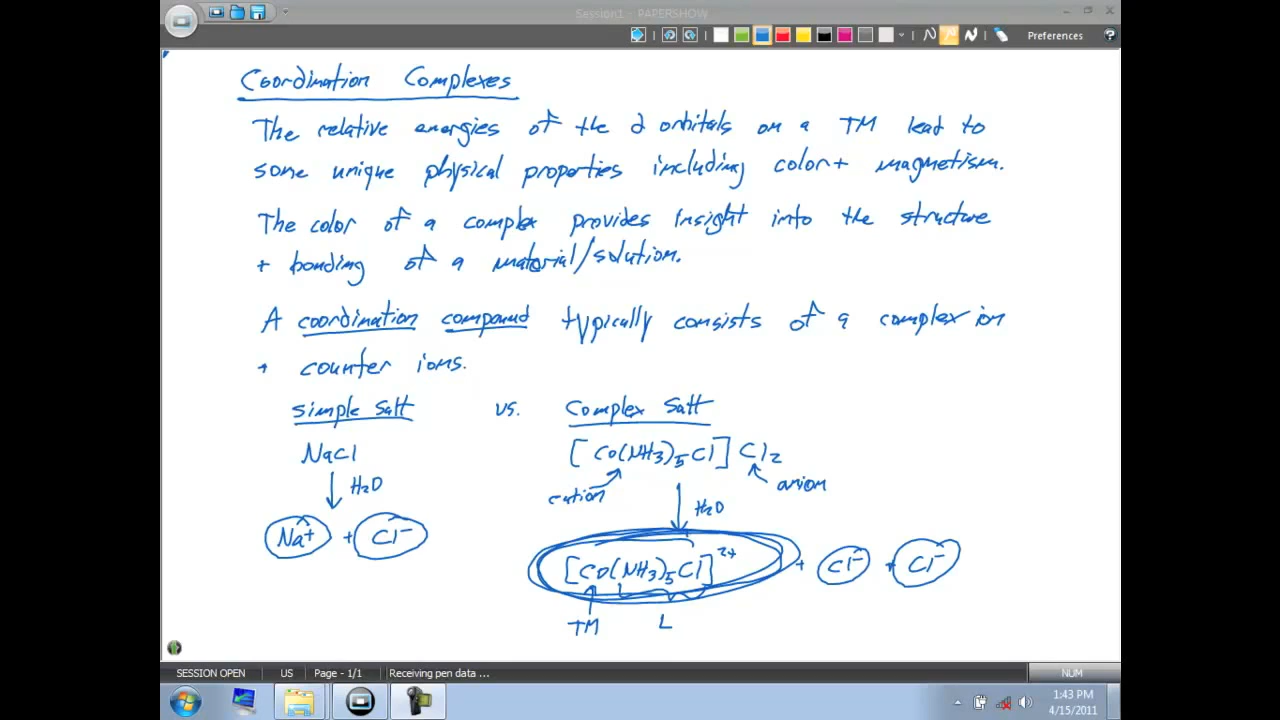 Session1 - PAPERSHOW
Preferences
Coordination Complexes
The relative energies of the d orbitals on a TM lead to
some unique physical properties including color + magnetism.
The color of a complex provides insight into the structure
+ bonding of a material/solution.
A coordination compound typically consists of a complex ion
+ counter ions.
Simple Salt vs. Complex Salt
NaCl [Co(NH3)5Cl]Cl2
cation anion
↓ H2O ↓ H2O
Na+ + Cl- [Co(NH3)5Cl]2+ + Cl- + Cl-
TM L
SESSION OPEN US Page - 1/1 Receiving pen data ... NUM
1:43 PM
4/15/2011